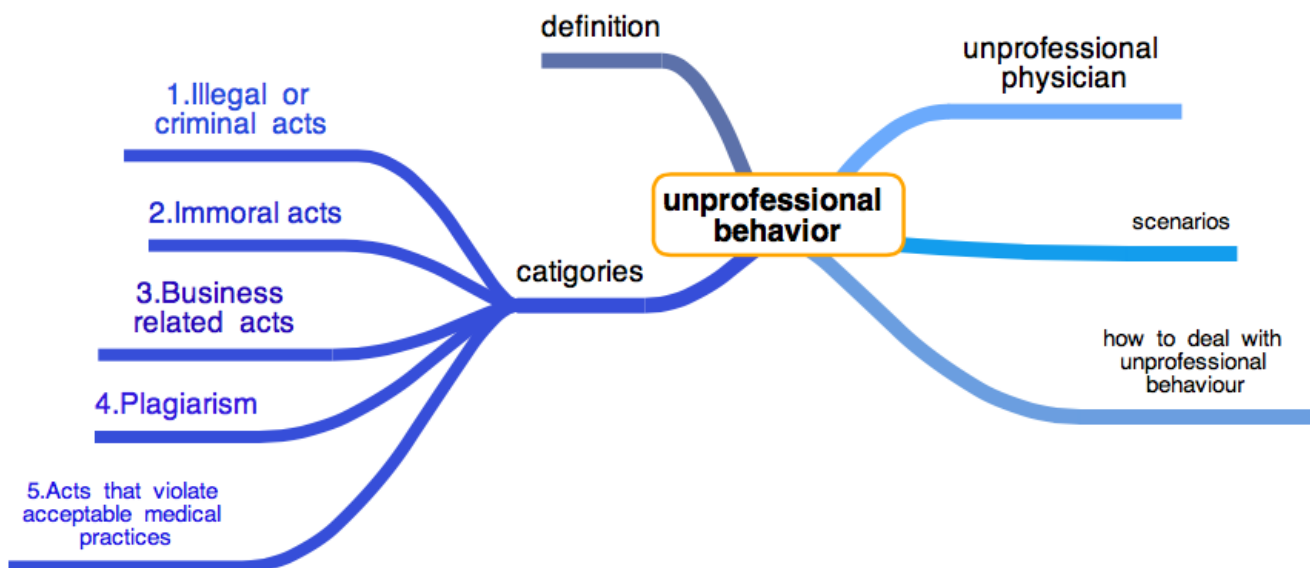 definition
unprofessional
physician
1.Illegal or
criminal acts
unprofessional
behavior
2.Immoral acts
scenarios
catigories
3.Business
related acts
how to deal with
unprofessional
behaviour
4.Plagiarism
5.Acts that violate
acceptable medical
practices